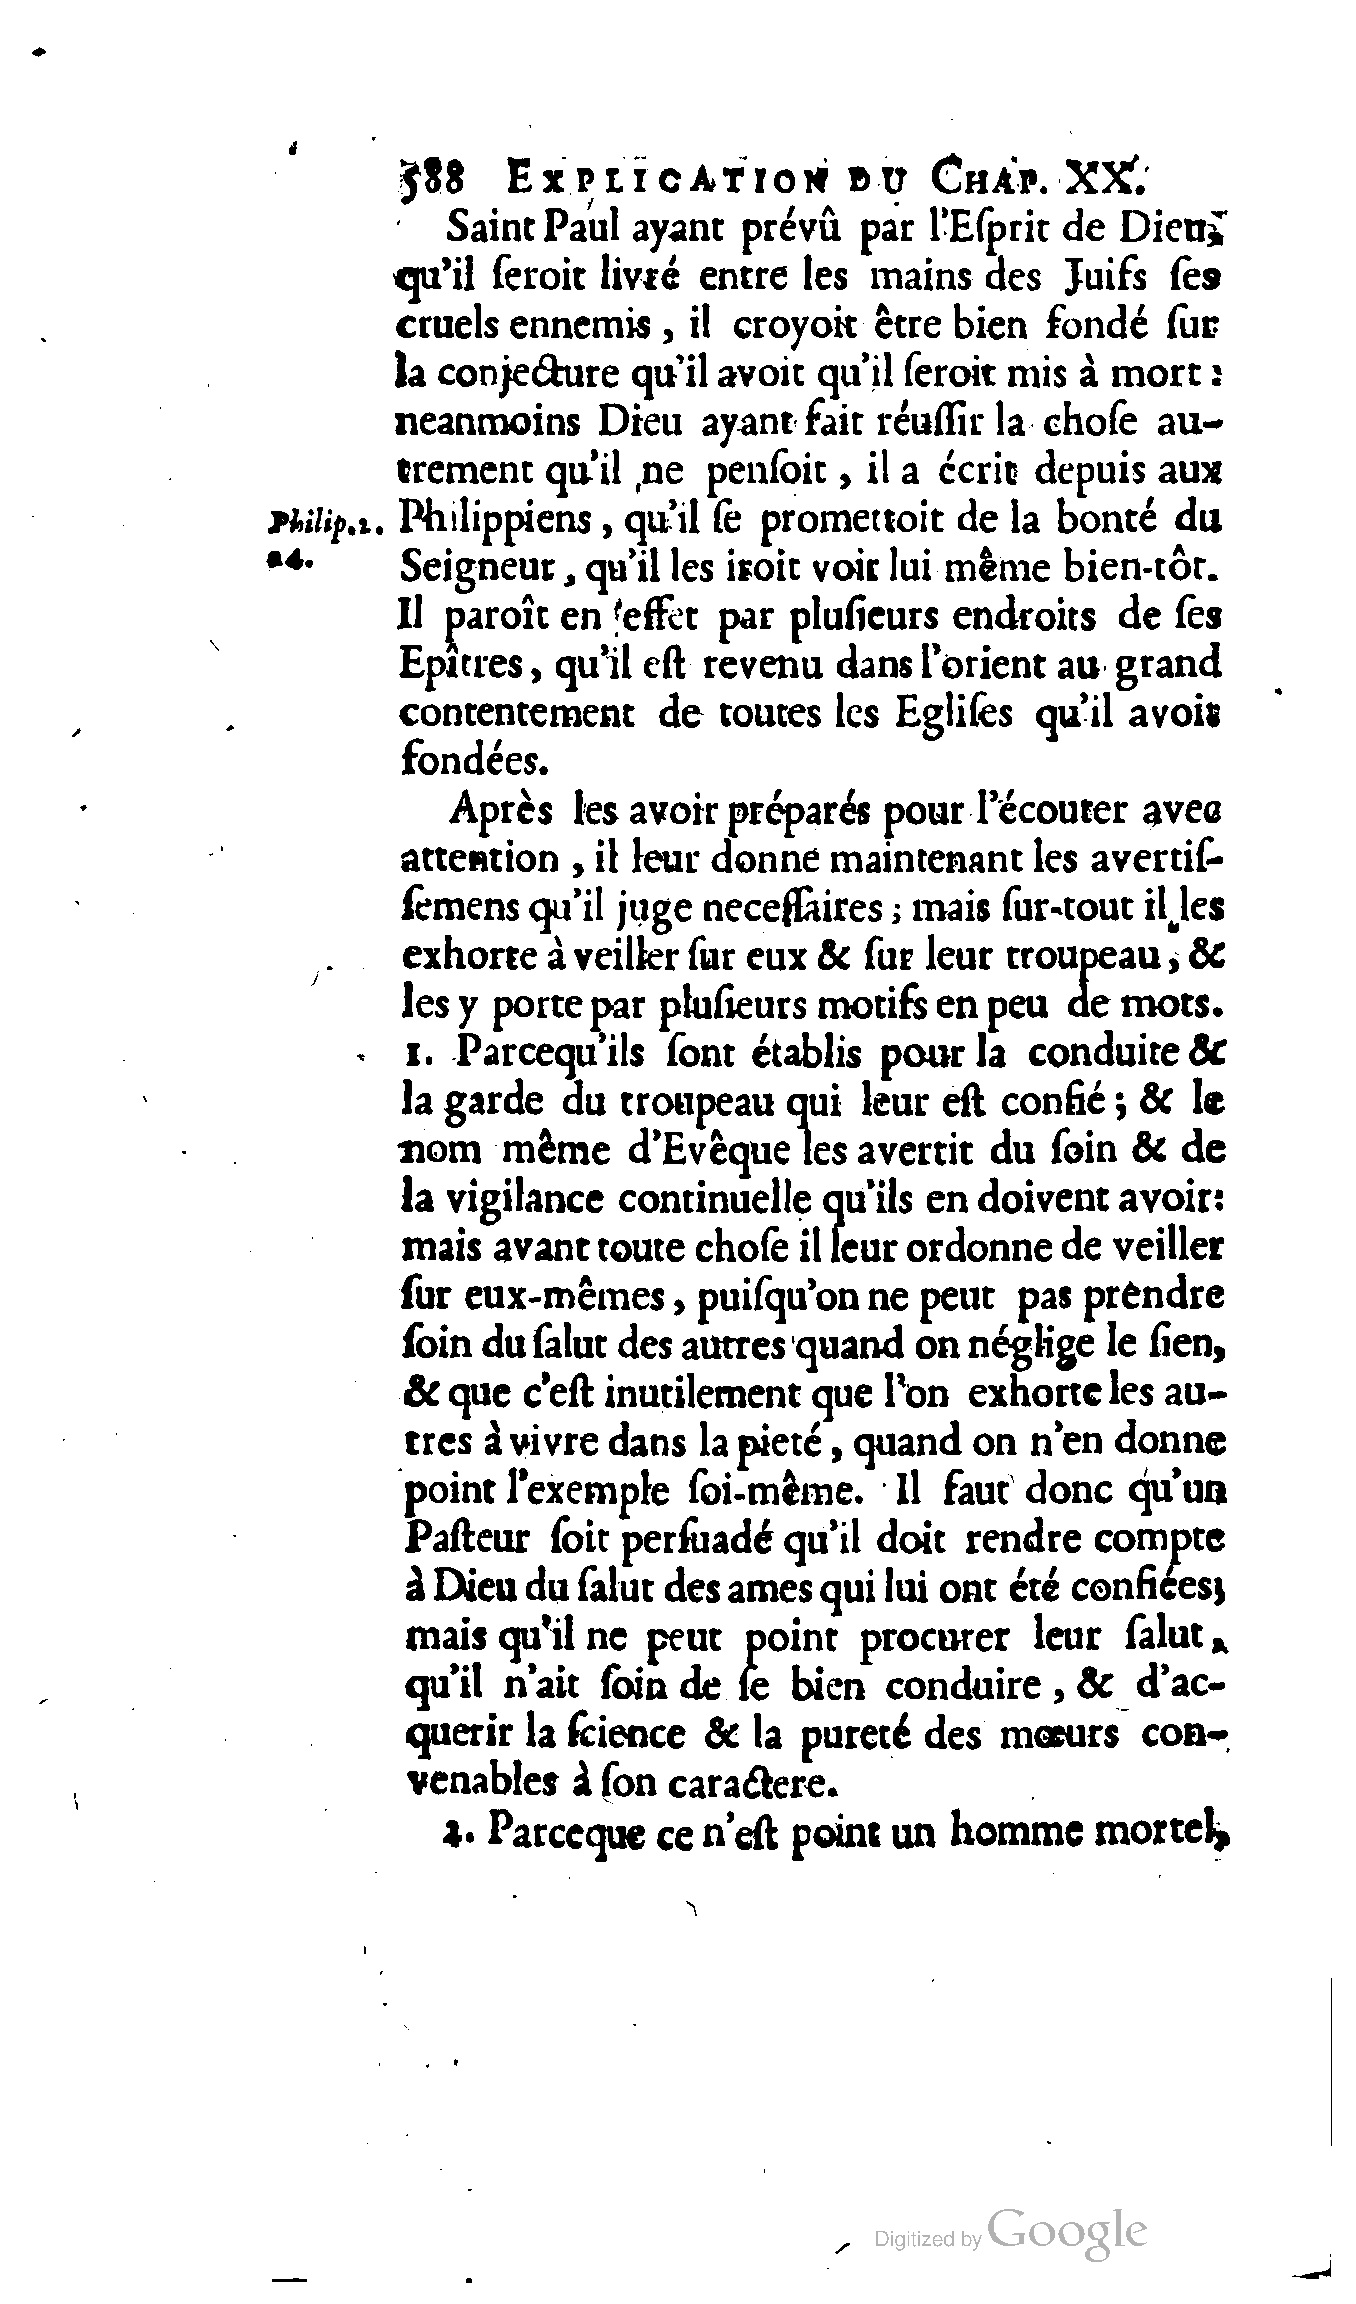 588 EXPLICATION DU CHAP. XX.
Saint Paul ayant prévû par l'Eſprit de Dieu,
qu'il ſeroit livré entre les mains des Juifs ſes
cruels ennemis, il croyoit être bien fondé ſur
la conjecture qu'il avoit qu'il ſeroit mis à mort :
neanmoins Dieu ayant fait réuſſir la choſe au-
trement qu'il ne penſoit, il a écrit depuis aux
Philip. 2. Philippiens, qu'il ſe promettoit de la bonté du
24. Seigneur, qu'il les iroit voir lui même bien-tôt.
Il paroît en effet par pluſieurs endroits de ſes
Epîtres, qu'il eſt revenu dans l'orient au grand
contentement de toutes les Egliſes qu'il avoit
fondées.
Après les avoir préparés pour l'écouter avec
attention, il leur donne maintenant les avertiſ-
ſemens qu'il juge neceſſaires ; mais ſur-tout il les
exhorte à veiller ſur eux & ſur leur troupeau, &
les y porte par pluſieurs motifs en peu de mots.
1. Parcequ'ils ſont établis pour la conduite &
la garde du troupeau qui leur eſt confié ; & le
nom même d'Evêque les avertit du ſoin & de
la vigilance continuelle qu'ils en doivent avoir:
mais avant toute choſe il leur ordonne de veiller
ſur eux-mêmes, puiſqu'on ne peut pas prendre
ſoin du ſalut des autres quand on néglige le ſien,
& que c'eſt inutilement que l'on exhorte les au-
tres à vivre dans la pieté, quand on n'en donne
point l'exemple ſoi-même. Il faut donc qu'un
Paſteur ſoit perſuadé qu'il doit rendre compte
à Dieu du ſalut des ames qui lui ont été confiées;
mais qu'il ne peut point procurer leur ſalut,
qu'il n'ait ſoin de ſe bien conduire, & d'ac-
querir la ſcience & la pureté des mœurs con-
venables à ſon caractere.
2. Parceque ce n'eſt point un homme mortel,
Digitized by Google